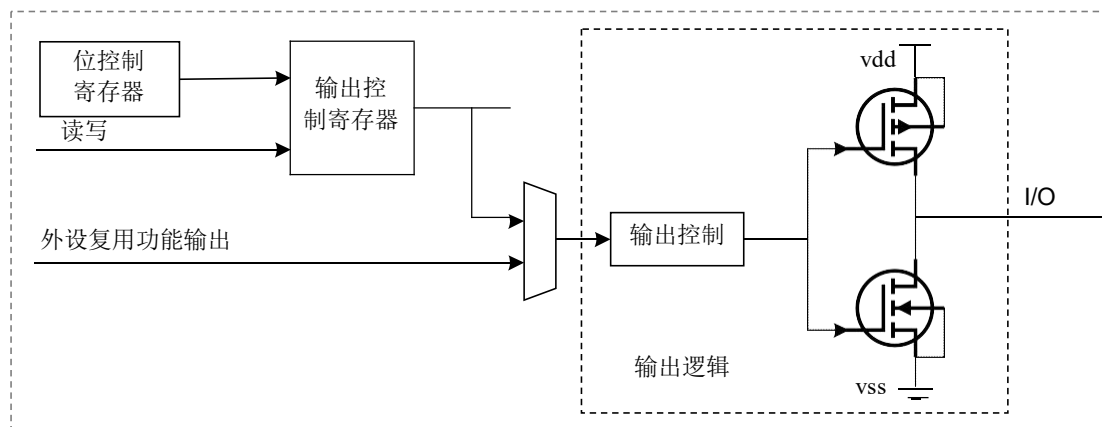 位控制
寄存器
读写
输出控
制寄存器
外设复用功能输出
输出控制
vdd
I/O
输出逻辑
vss